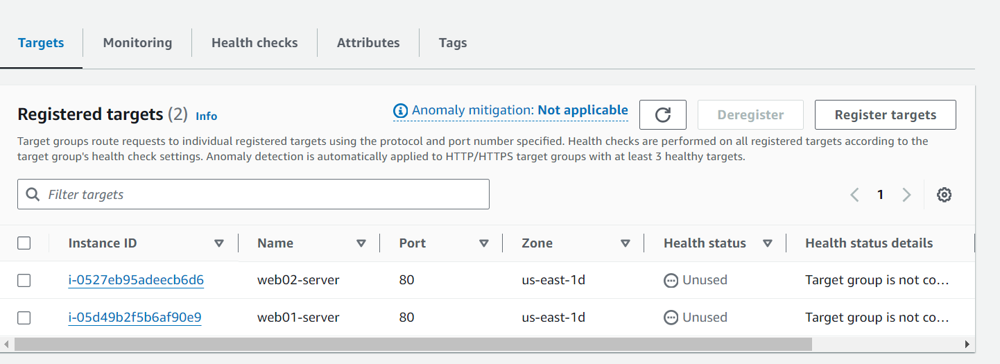 Targets Monitoring Health checks Attributes Tags
Registered targets (2) Info Anomaly mitigation: Not applicable Deregister Register targets
Target groups route requests to individual registered targets using the protocol and port number specified. Health checks are performed on all registered targets according to the
target group's health check settings. Anomaly detection is automatically applied to HTTP/HTTPS target groups with at least 3 healthy targets.
Filter targets 1
Instance ID Name Port Zone Health status Health status details
i-0527eb95adeecb6d6 web02-server 80 us-east-1d Unused Target group is not co…
i-05d49b2f5b6af90e9 web01-server 80 us-east-1d Unused Target group is not co…